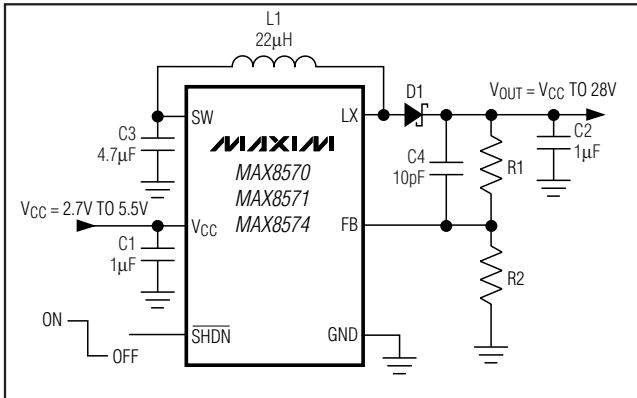 L1
22µH
D1
VOUT = VCC TO 28V
SW
LX
C3
4.7µF
MAXIM
MAX8570
MAX8571
MAX8574
C4
10pF
R1
C2
1µF
VCC = 2.7V TO 5.5V
VCC
FB
C1
1µF
R2
ON
OFF
SHDN
GND